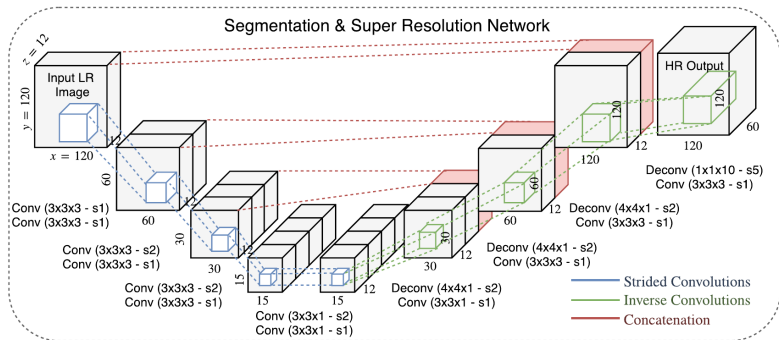 Segmentation & Super Resolution Network
z = 12
Input LR
Image
y = 120
x = 120
12
Conv (3x3x3 - s1)
Conv (3x3x3 - s1)
60
60
12
Conv (3x3x3 - s2)
Conv (3x3x3 - s1)
30
30
12
Conv (3x3x3 - s2)
Conv (3x3x3 - s1)
15
15
Conv (3x3x1 - s2)
Conv (3x3x1 - s1)
15
12
Deconv (4x4x1 - s2)
Conv (3x3x1 - s1)
30
30
12
Deconv (4x4x1 - s2)
Conv (3x3x3 - s1)
60
60
12
Deconv (4x4x1 - s2)
Conv (3x3x3 - s1)
120
120
12
HR Output
120
120
60
Deconv (1x1x10 - s5)
Conv (3x3x3 - s1)
Strided Convolutions
Inverse Convolutions
Concatenation